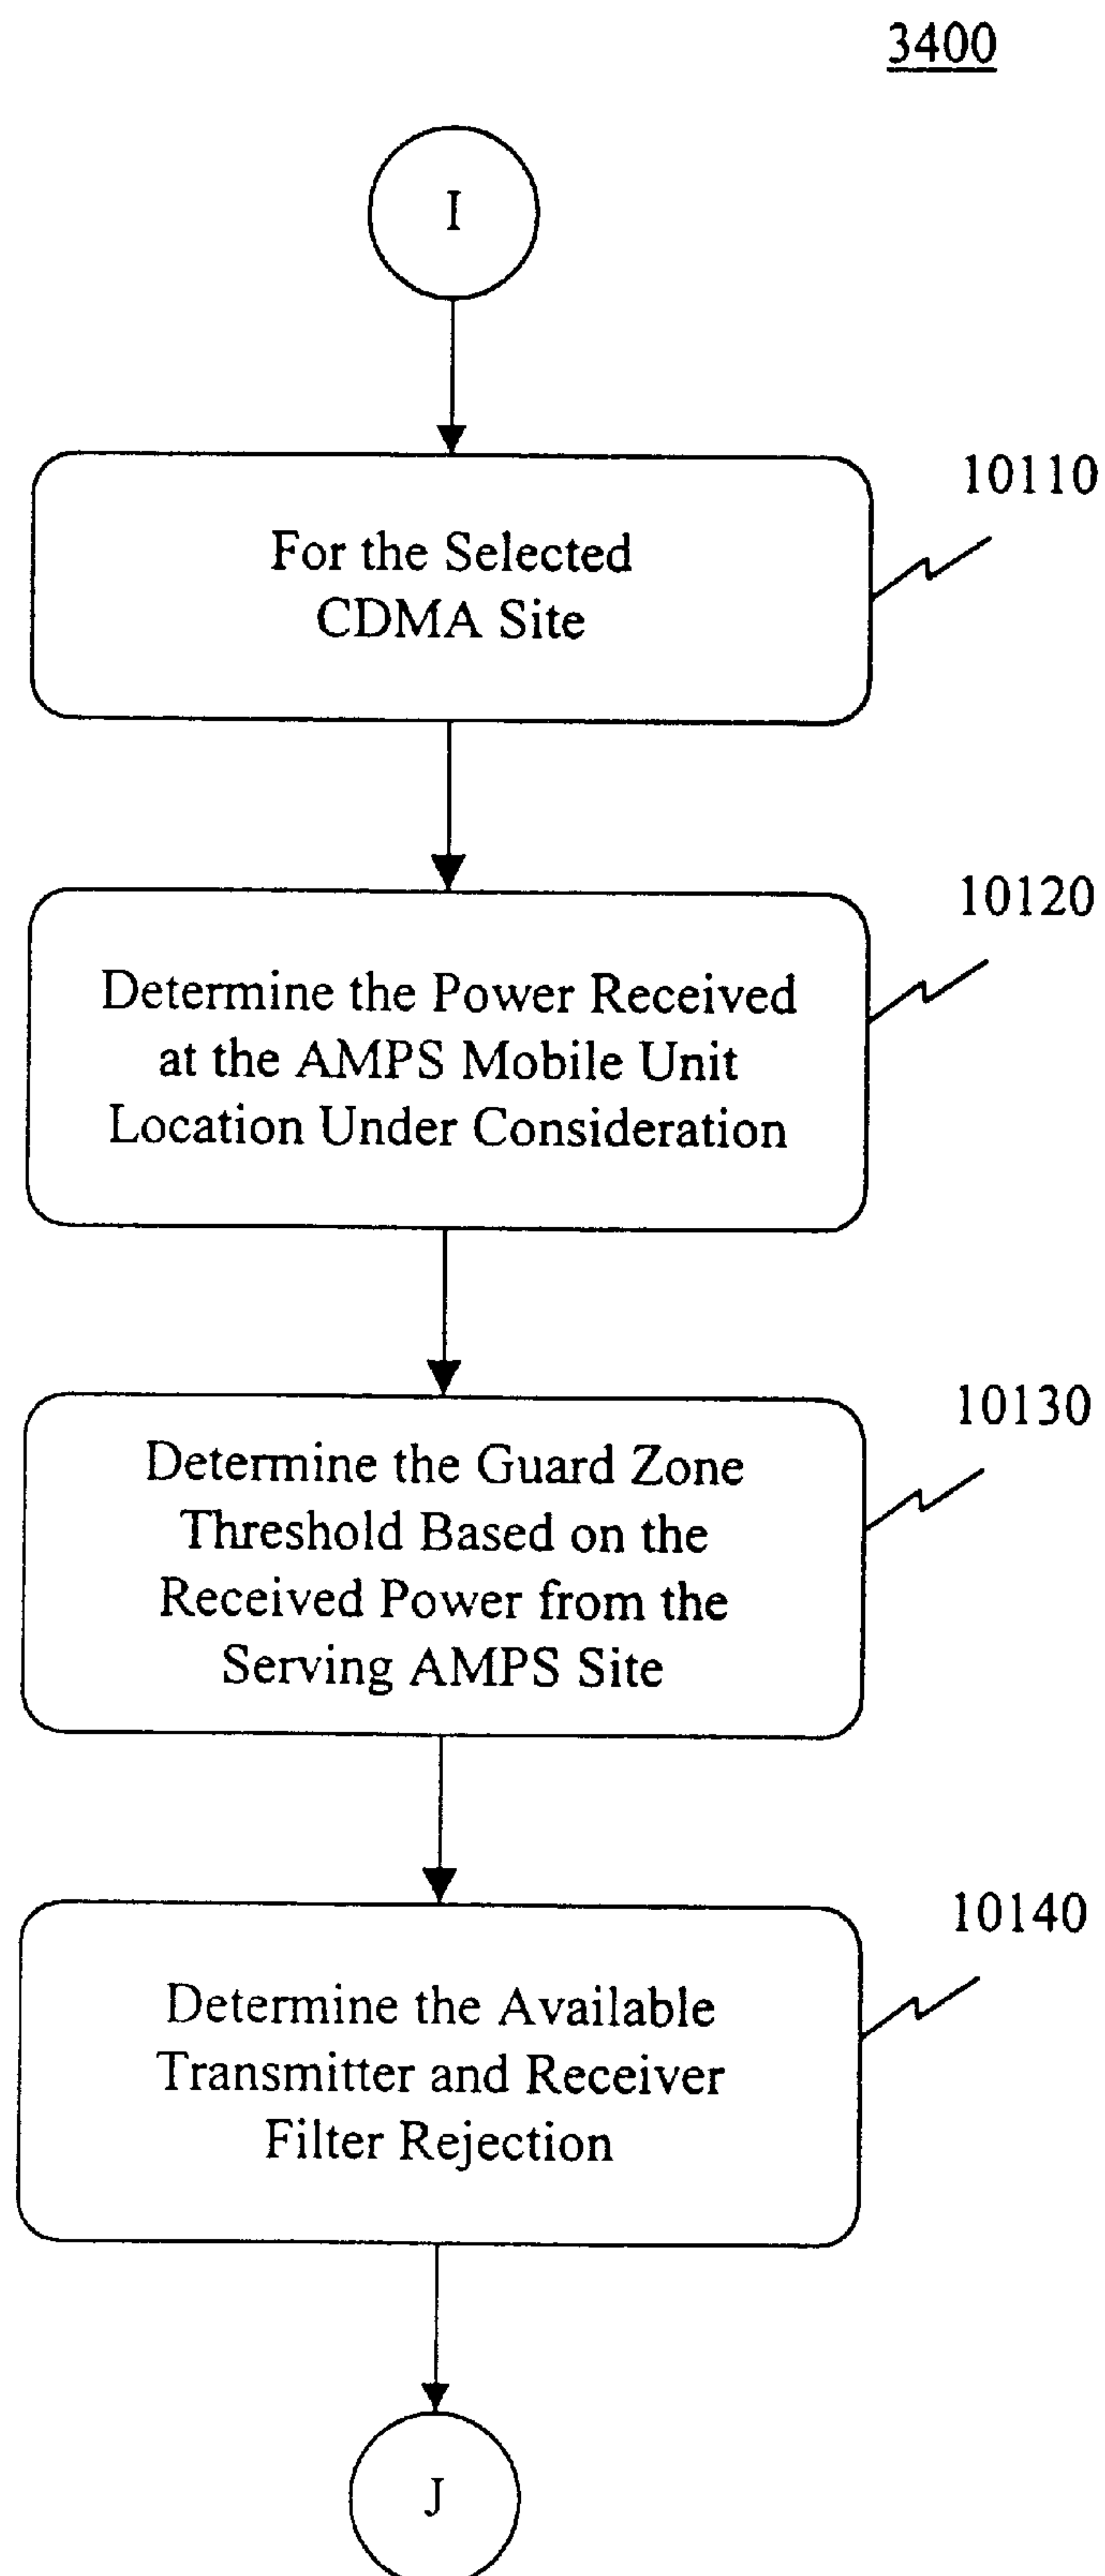 3400
I
10110
For the Selected
CDMA Site
10120
Determine the Power Received
at the AMPS Mobile Unit
Location Under Consideration
10130
Determine the Guard Zone
Threshold Based on the
Received Power from the
Serving AMPS Site
10140
Determine the Available
Transmitter and Receiver
Filter Rejection
J